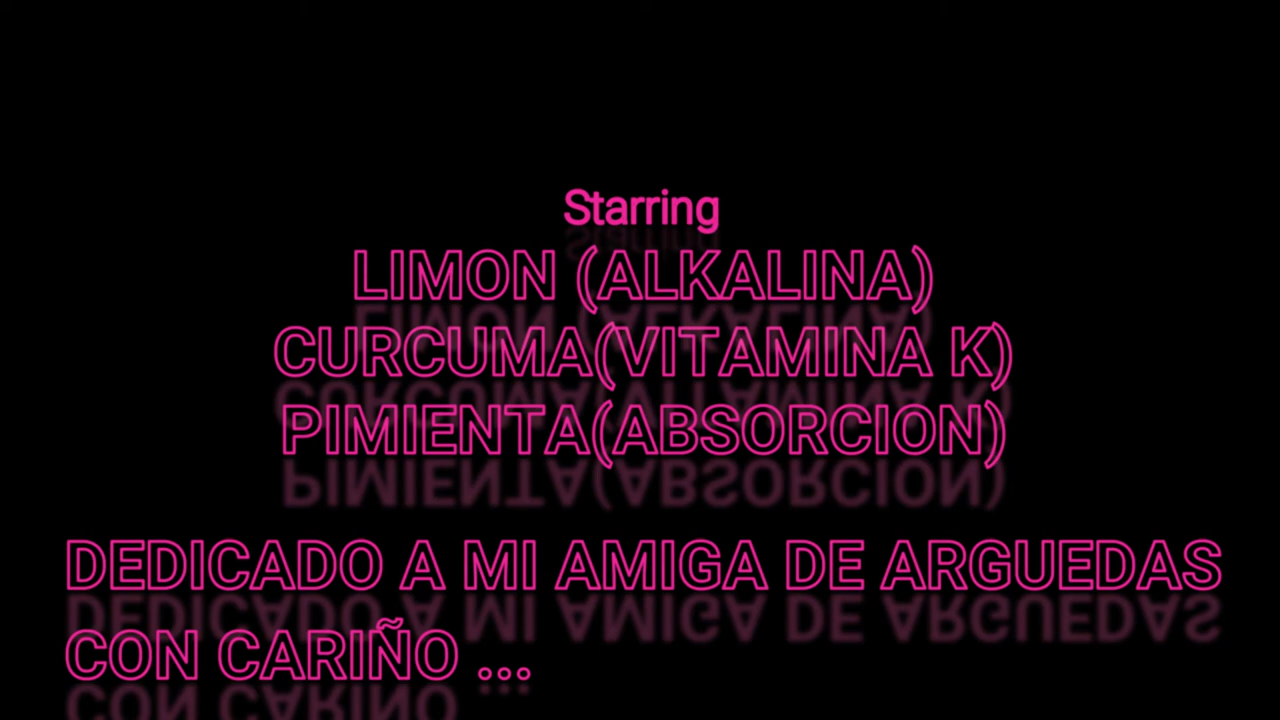 Starring
LIMON (ALKALINA)
CURCUMA(VITAMINA K)
PIMIENTA(ABSORCION)
DEDICADO A MI AMIGA DE ARGUEDAS
CON CARIÑO ...